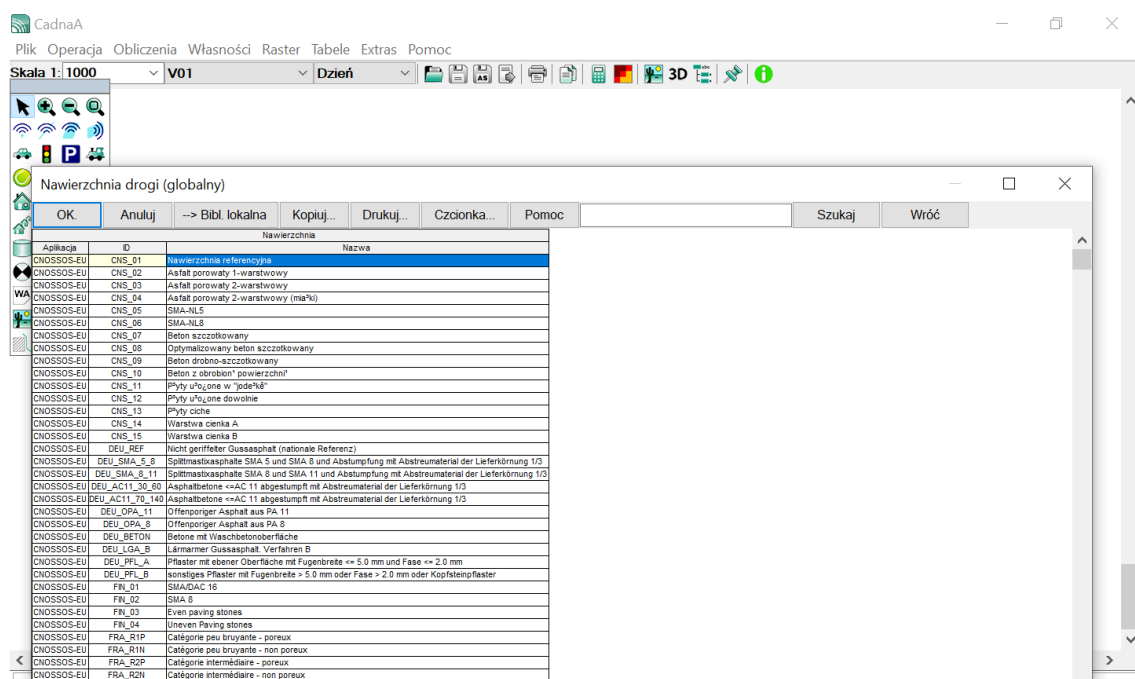 CadnaA
Plik Operacja Obliczenia Własności Raster Tabele Extras Pomoc
Skala 1: 1000 V01 Dzień AS 3D abc
P
WA
Nawierzchnia drogi (globalny)
OK. Anuluj --> Bibl. lokalna Kopiuj... Drukuj... Czcionka... Pomoc Szukaj Wróć
Nawierzchnia
Aplikacja ID Nazwa
CNOSSOS-EU CNS_01 Nawierzchnia referencyjna
CNOSSOS-EU CNS_02 Asfalt porowaty 1-warstwowy
CNOSSOS-EU CNS_03 Asfalt porowaty 2-warstwowy
CNOSSOS-EU CNS_04 Asfalt porowaty 2-warstwowy (mia³ki)
CNOSSOS-EU CNS_05 SMA-NL5
CNOSSOS-EU CNS_06 SMA-NL8
CNOSSOS-EU CNS_07 Beton szczotkowany
CNOSSOS-EU CNS_08 Optymalizowany beton szczotkowany
CNOSSOS-EU CNS_09 Beton drobno-szczotkowany
CNOSSOS-EU CNS_10 Beton z obrobion¹ powierzchni¹
CNOSSOS-EU CNS_11 P³yty u³o¿one w "jode³kê"
CNOSSOS-EU CNS_12 P³yty u³o¿one dowolnie
CNOSSOS-EU CNS_13 P³yty ciche
CNOSSOS-EU CNS_14 Warstwa cienka A
CNOSSOS-EU CNS_15 Warstwa cienka B
CNOSSOS-EU DEU_REF Nicht geriffelter Gussasphalt (nationale Referenz)
CNOSSOS-EU DEU_SMA_5_8 Splittmastixasphalte SMA 5 und SMA 8 und Abstumpfung mit Abstreumaterial der Lieferkörnung 1/3
CNOSSOS-EU DEU_SMA_8_11 Splittmastixasphalte SMA 8 und SMA 11 und Abstumpfung mit Abstreumaterial der Lieferkörnung 1/3
CNOSSOS-EU DEU_AC11_30_60 Asphaltbetone <=AC 11 abgestumpft mit Abstreumaterial der Lieferkörnung 1/3
CNOSSOS-EU DEU_AC11_70_140 Asphaltbetone <=AC 11 abgestumpft mit Abstreumaterial der Lieferkörnung 1/3
CNOSSOS-EU DEU_OPA_11 Offenporiger Asphalt aus PA 11
CNOSSOS-EU DEU_OPA_8 Offenporiger Asphalt aus PA 8
CNOSSOS-EU DEU_BETON Betone mit Waschbetonoberfläche
CNOSSOS-EU DEU_LGA_B Lärmarmer Gussasphalt. Verfahren B
CNOSSOS-EU DEU_PFL_A Pflaster mit ebener Oberfläche mit Fugenbreite <= 5.0 mm und Fase <= 2.0 mm
CNOSSOS-EU DEU_PFL_B sonstiges Pflaster mit Fugenbreite > 5.0 mm oder Fase > 2.0 mm oder Kopfsteinpflaster
CNOSSOS-EU FIN_01 SMA/DAC 16
CNOSSOS-EU FIN_02 SMA 8
CNOSSOS-EU FIN_03 Even paving stones
CNOSSOS-EU FIN_04 Uneven Paving stones
CNOSSOS-EU FRA_R1P Catégorie peu bruyante - poreux
CNOSSOS-EU FRA_R1N Catégorie peu bruyante - non poreux
CNOSSOS-EU FRA_R2P Catégorie intermédiaire - poreux
CNOSSOS-EU FRA_R2N Catégorie intermédiaire - non poreux